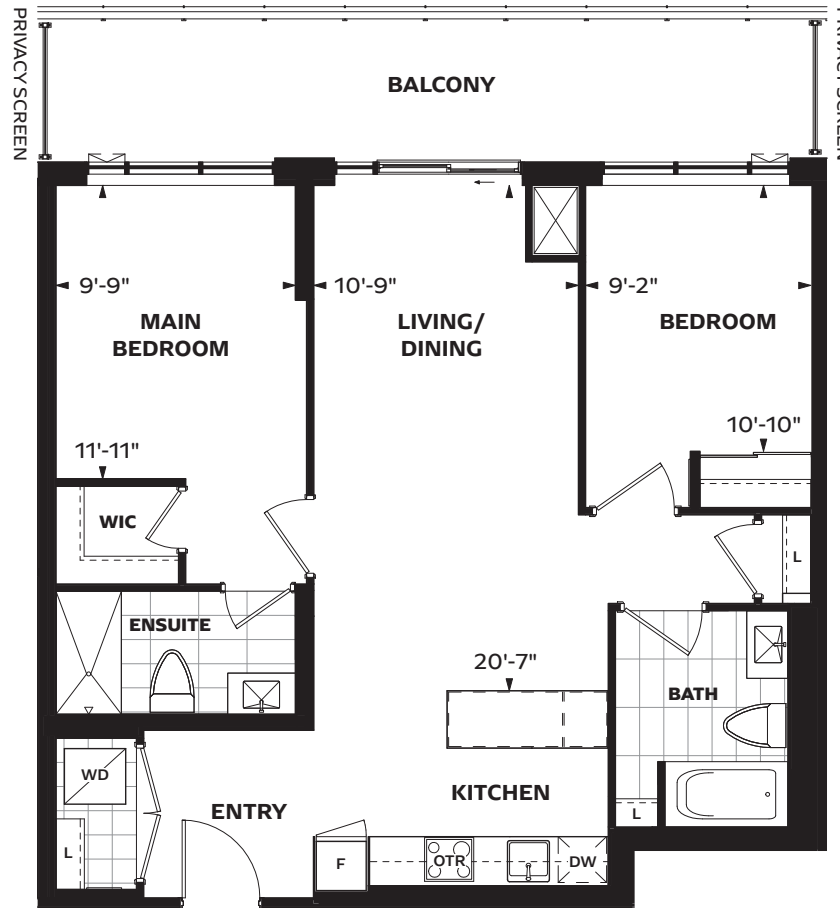 PRIVACY SCREEN
PRIVACY SCREEN
BALCONY
9'-9"
10'-9"
9'-2"
MAIN
BEDROOM
LIVING/
DINING
BEDROOM
11'-11"
10'-10"
WIC
L
ENSUITE
20'-7"
BATH
WD
ENTRY
KITCHEN
L
L
F
OTR
DW